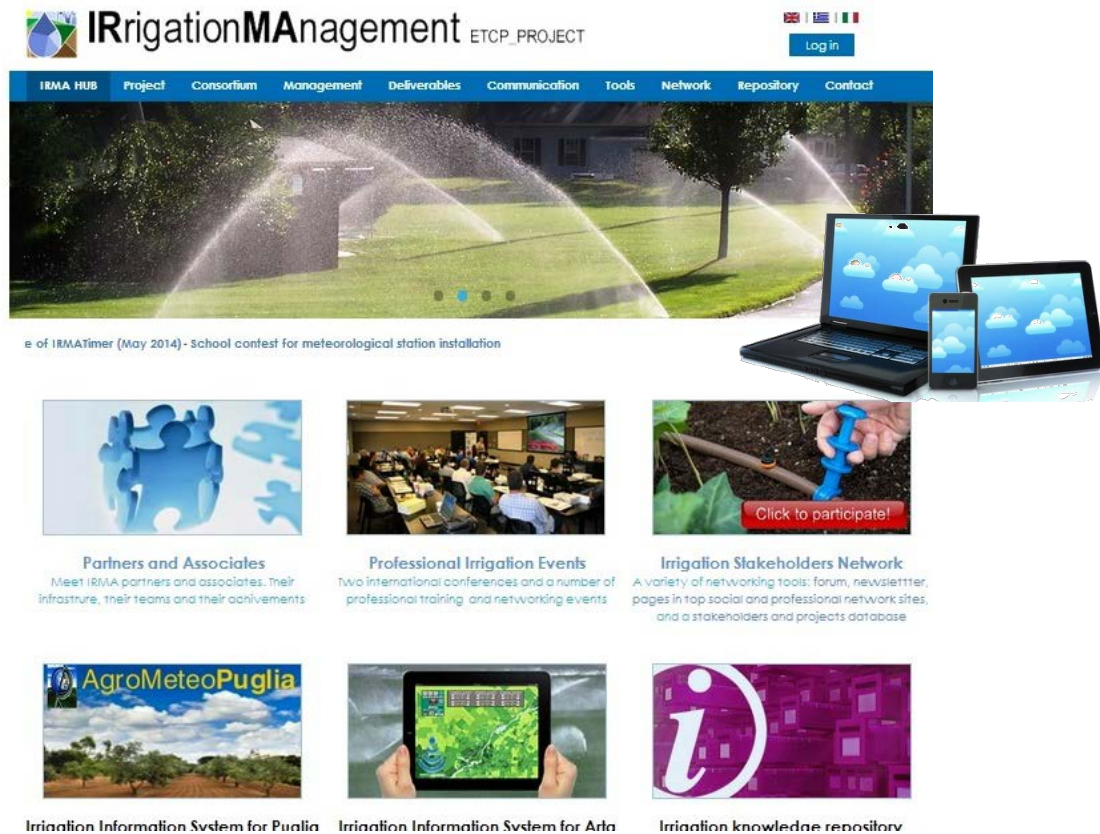 IRrigationMAnagement ETCP_PROJECT
Log in
IRMA HUB Project Consortium Management Deliverables Communication Tools Network Repository Contact
e of IRMATimer (May 2014) - School contest for meteorological station installation
Click to participate!
Partners and Associates
Meet IRMA partners and associates. Their
infrastrure, their teams and their achivements
Professional Irrigation Events
Two international conferences and a number of
professional training and networking events
Irrigation Stakeholders Network
A variety of networking tools: forum, newslettter,
pages in top social and professional network sites,
and a stakeholders and projects database
AgroMeteoPuglia
Irrigation Information System for Puglia
Irrigation Information System for Arta
Irrigation knowledge repository